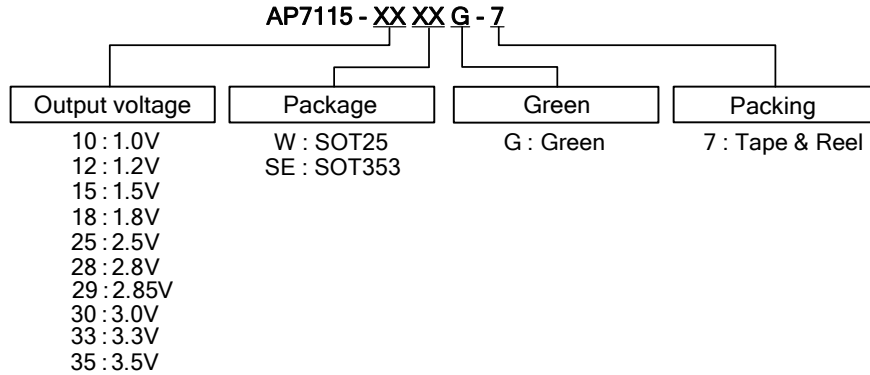 AP7115 - XX XX G - 7
Output voltage
10 : 1.0V
12 : 1.2V
15 : 1.5V
18 : 1.8V
25 : 2.5V
28 : 2.8V
29 : 2.85V
30 : 3.0V
33 : 3.3V
35 : 3.5V
Package
W : SOT25
SE : SOT353
Green
G : Green
Packing
7 : Tape & Reel